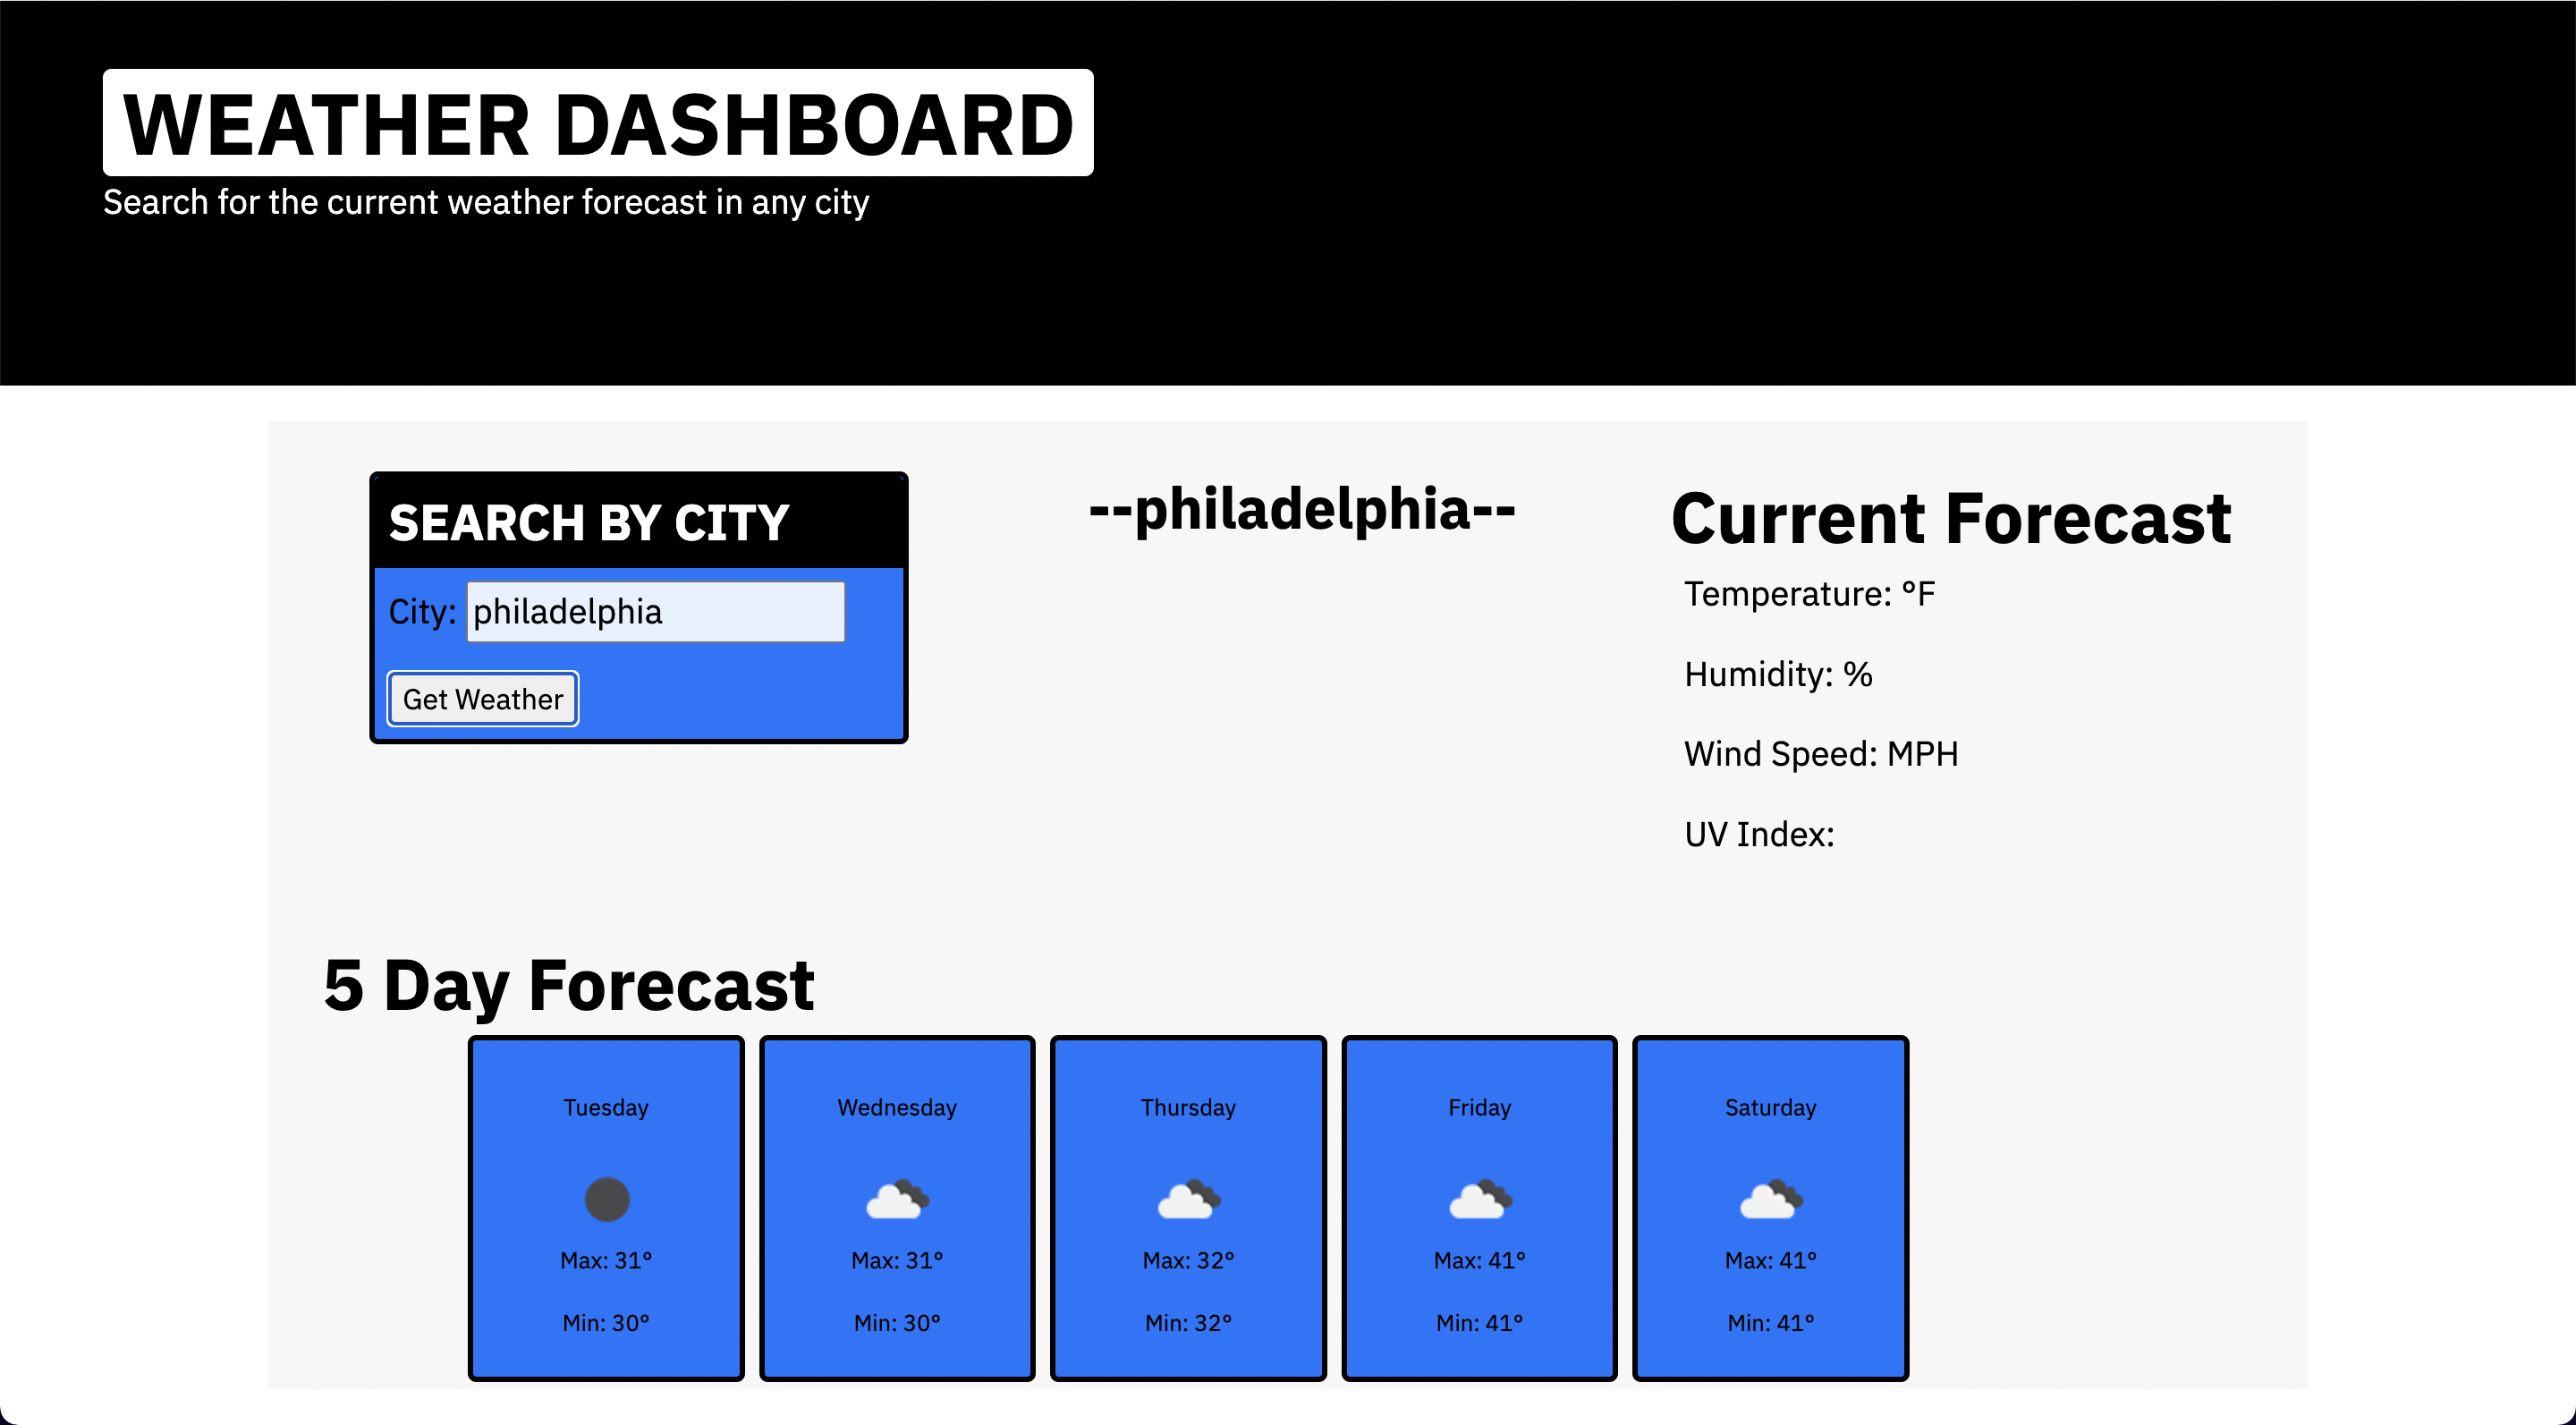 WEATHER DASHBOARD
Search for the current weather forecast in any city
SEARCH BY CITY
City: philadelphia
Get Weather
--philadelphia--
Current Forecast
Temperature: °F
Humidity: %
Wind Speed: MPH
UV Index:
5 Day Forecast
Tuesday
Max: 31°
Min: 30°
Wednesday
Max: 31°
Min: 30°
Thursday
Max: 32°
Min: 32°
Friday
Max: 41°
Min: 41°
Saturday
Max: 41°
Min: 41°